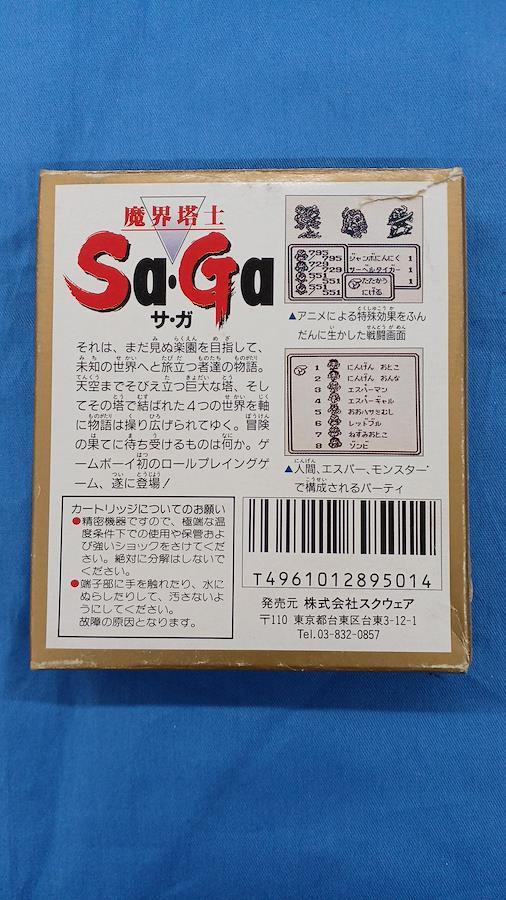 魔界塔士
Sa・Ga
サ・ガ
それは、まだ見ぬ楽園を目指して、
未知の世界へと旅立つ者達の物語。
天空までそびえ立つ巨大な塔、そし
てその塔で結ばれた4つの世界を軸
に物語は操り広げられてゆく。冒険
の果てに待ち受けるものは何か。ゲ
ームボーイ初のロールプレイングゲ
ーム、遂に登場!
カートリッジについてのお願い
●精密機器ですので、極端な温
度条件下での使用や保管およ
び強いショックをさけてくださ
い。絶対に分解はしないでく
ださい。
●端子部に手を触れたり、水に
ぬらしたりして、汚さないよ
うにしてください。
故障の原因となります。
795
795
729
729
551
551
551
551
ジャンボにんにく 1
サーベルタイガー 1
たたかう
にげる
▲アニメによる特殊効果をふん
だんに生かした戦闘画面
1 にんげん おとこ
2 にんげん おんな
3 エスパーマン
4 エスパーギャル
5 おおハサミむし
6 レッドブル
7 ねずみおとこ
8 ゾンビ
▲人間、エスパー、モンスター
で構成されるパーティ
T4961012895014
発売元 株式会社スクウェア
〒110 東京都台東区台東3-12-1
Tel.03-832-0857